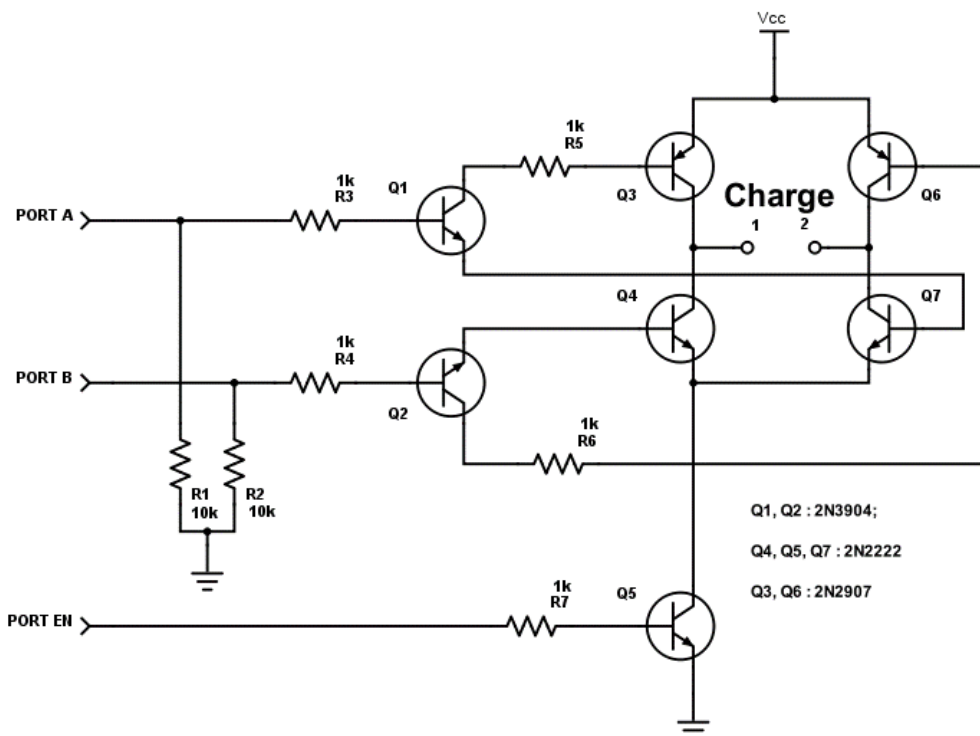 Vcc
1k
R5
Q3
Q6
1k
R3
Q1
Charge
1 2
PORT A
Q4
Q7
1k
R4
PORT B
Q2
1k
R6
R1
10k
R2
10k
Q1, Q2 : 2N3904;
Q4, Q5, Q7 : 2N2222
Q3, Q6 : 2N2907
1k
R7
Q5
PORT EN